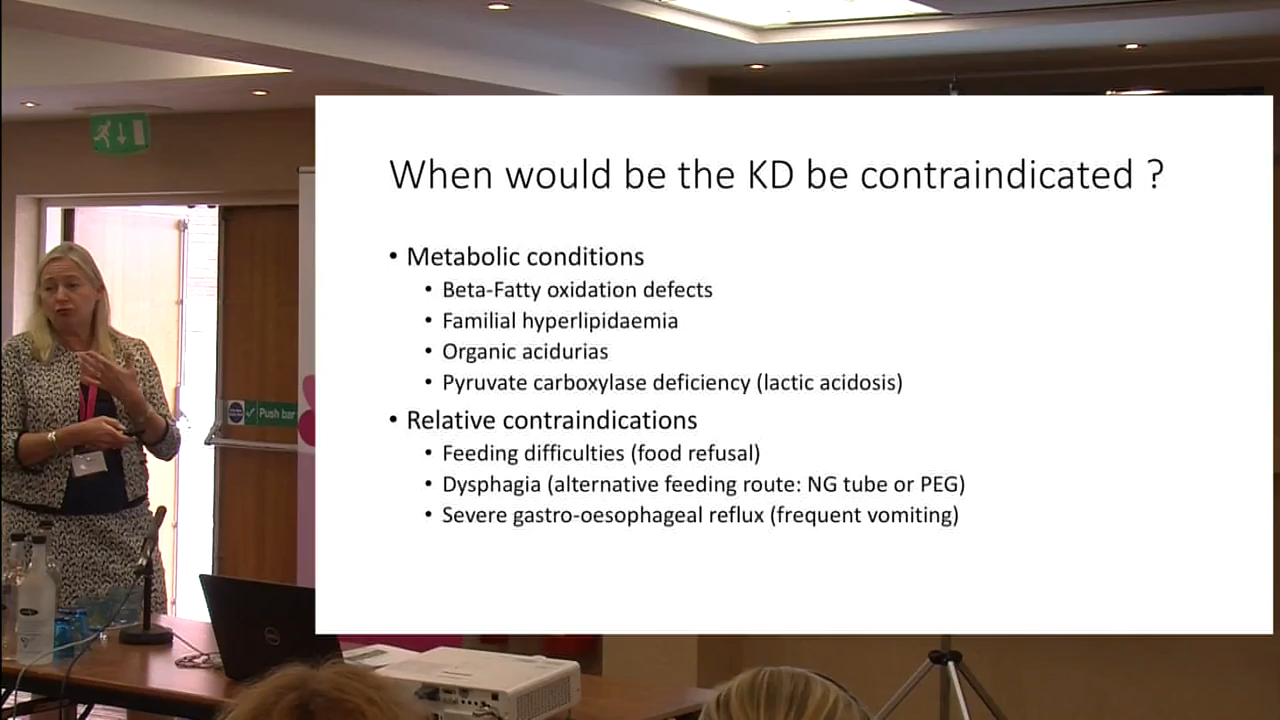 When would be the KD be contraindicated ?
• Metabolic conditions
• Beta-Fatty oxidation defects
• Familial hyperlipidaemia
• Organic acidurias
• Pyruvate carboxylase deficiency (lactic acidosis)
• Relative contraindications
• Feeding difficulties (food refusal)
• Dysphagia (alternative feeding route: NG tube or PEG)
• Severe gastro-oesophageal reflux (frequent vomiting)
Push bar
DELL